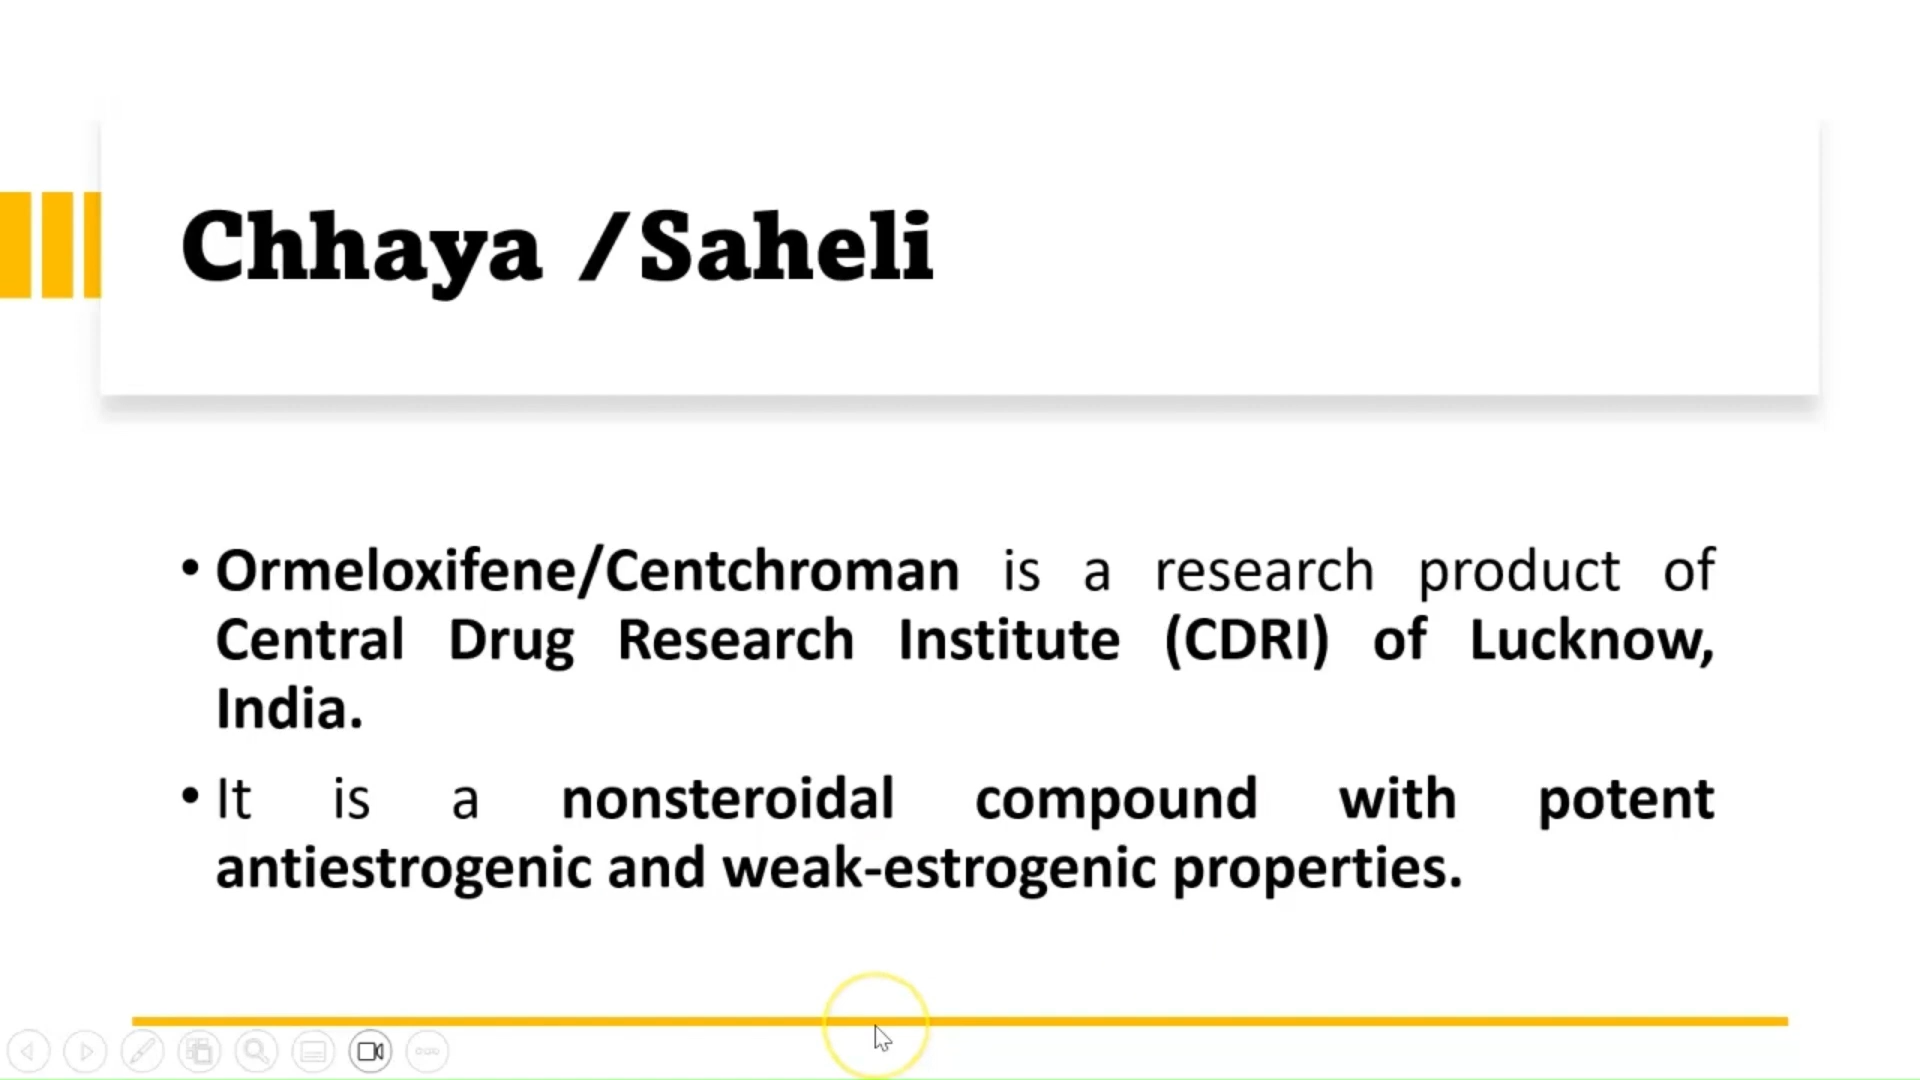 Chhaya /Saheli
• Ormeloxifene/Centchroman is a research product of
Central Drug Research Institute (CDRI) of Lucknow,
India.
• It is a nonsteroidal compound with potent
antiestrogenic and weak-estrogenic properties.